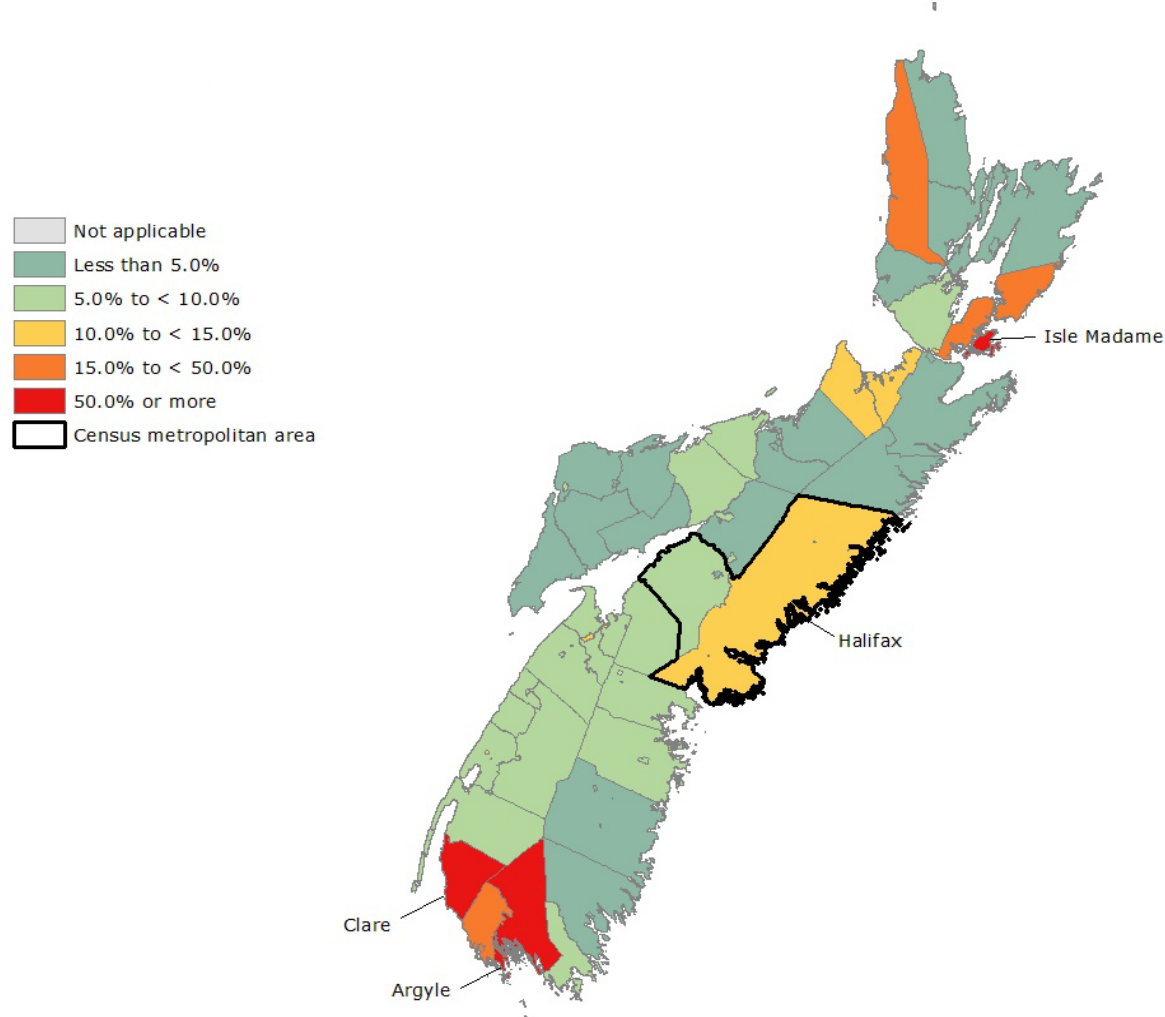 Not applicable
Less than 5.0%
5.0% to < 10.0%
10.0% to < 15.0%
15.0% to < 50.0%
50.0% or more
Census metropolitan area
Isle Madame
Halifax
Clare
Argyle